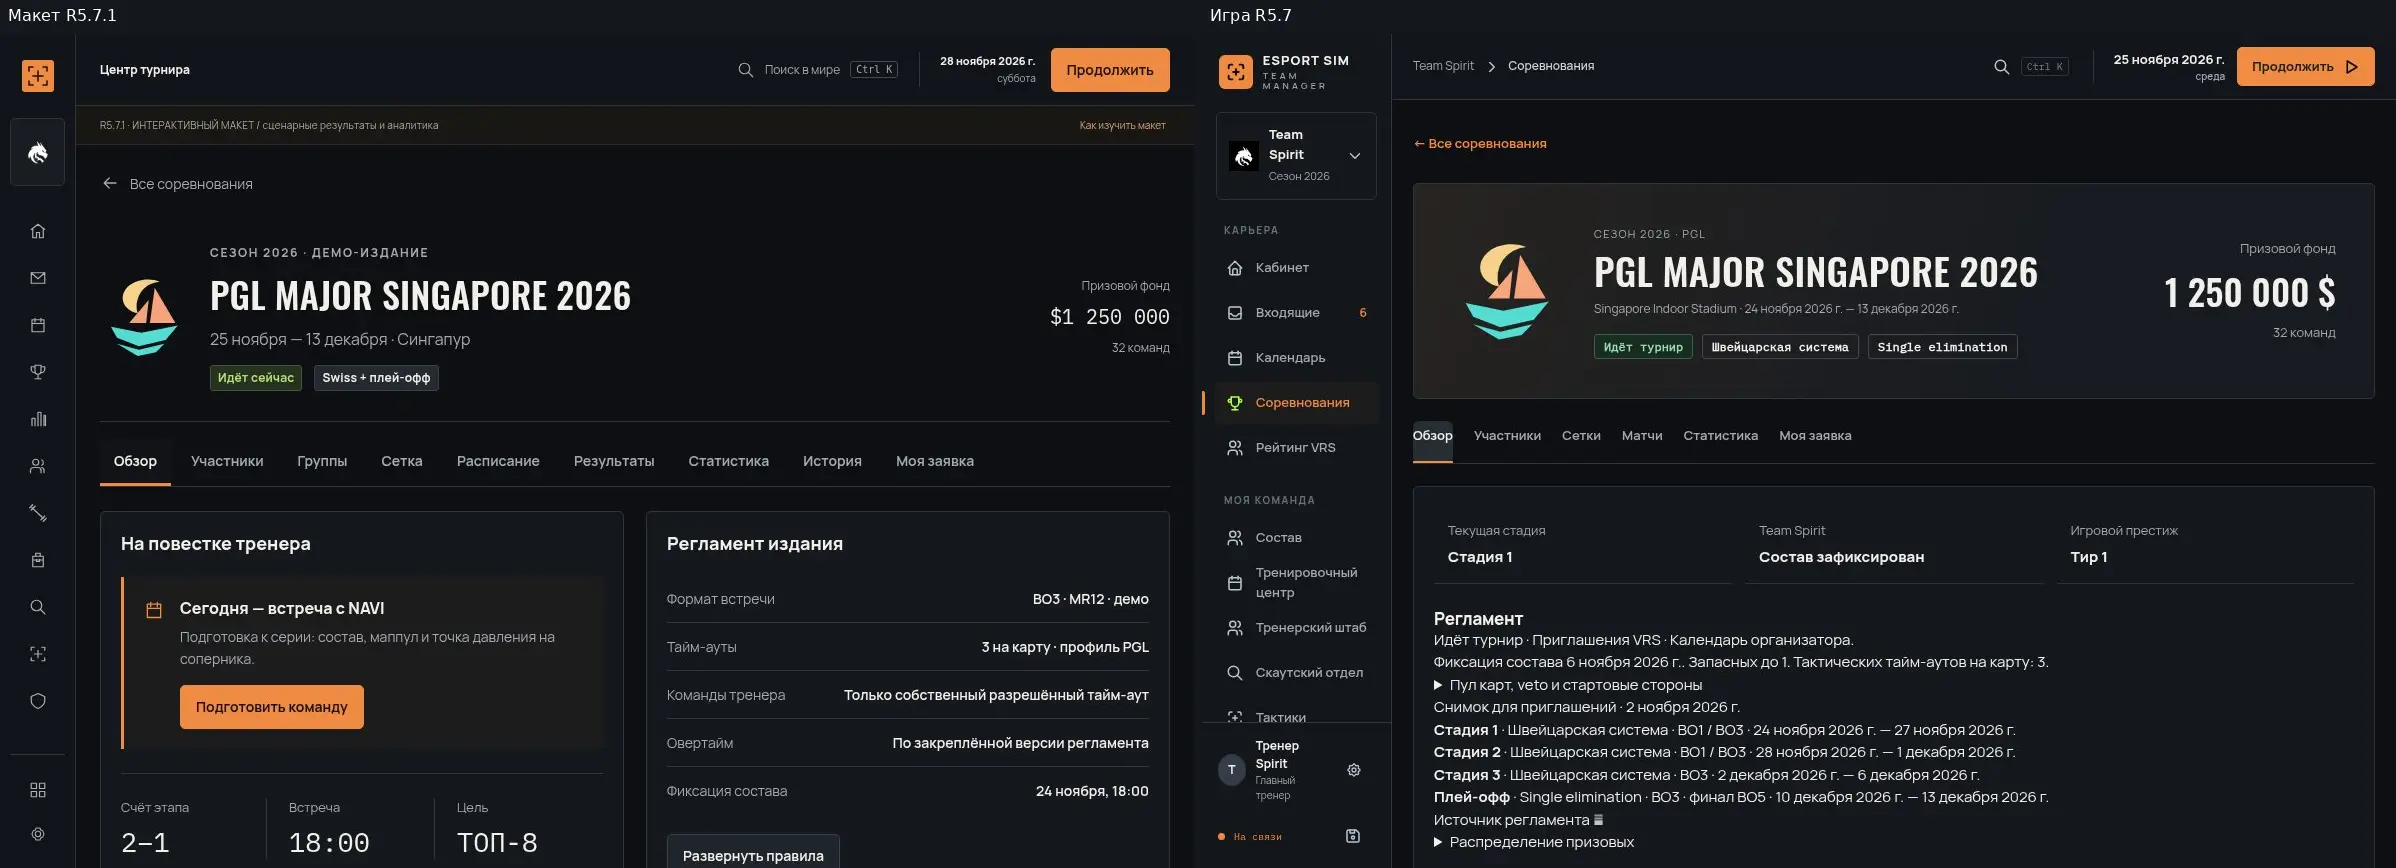 Макет R5.7.1
Центр турнира
Поиск в мире
Ctrl K
28 ноября 2026 г.
суббота
Продолжить
R5.7.1 · ИНТЕРАКТИВНЫЙ МАКЕТ / сценарные результаты и аналитика
Как изучить макет
← Все соревнования
СЕЗОН 2026 · ДЕМО-ИЗДАНИЕ
PGL MAJOR SINGAPORE 2026
25 ноября — 13 декабря · Сингапур
Идёт сейчас
Swiss + плей-офф
Призовой фонд
$1 250 000
32 команд
Обзор
Участники
Группы
Сетка
Расписание
Результаты
Статистика
История
Моя заявка
На повестке тренера
Сегодня — встреча с NAVI
Подготовка к серии: состав, маппул и точка давления на
соперника.
Подготовить команду
Счёт этапа
2–1
Встреча
18:00
Цель
ТОП-8
Регламент издания
Формат встречи
BO3 · MR12 · демо
Тайм-ауты
3 на карту · профиль PGL
Команды тренера
Только собственный разрешённый тайм-аут
Овертайм
По закреплённой версии регламента
Фиксация состава
24 ноября, 18:00
Развернуть правила
Игра R5.7
ESPORT SIM
TEAM
MANAGER
Team
Spirit
Сезон 2026
КАРЬЕРА
Кабинет
Входящие
6
Календарь
Соревнования
Рейтинг VRS
МОЯ КОМАНДА
Состав
Тренировочный
центр
Тренерский штаб
Скаутский отдел
Тактики
Тренер
Spirit
Главный
тренер
T
На связи
Team Spirit > Соревнования
Ctrl K
25 ноября 2026 г.
среда
Продолжить
← Все соревнования
СЕЗОН 2026 · PGL
PGL MAJOR SINGAPORE 2026
Singapore Indoor Stadium · 24 ноября 2026 г. — 13 декабря 2026 г.
Идёт турнир
Швейцарская система
Single elimination
Призовой фонд
1 250 000 $
32 команд
Обзор
Участники
Сетки
Матчи
Статистика
Моя заявка
Текущая стадия
Стадия 1
Team Spirit
Состав зафиксирован
Игровой престиж
Тир 1
Регламент
Идёт турнир · Приглашения VRS · Календарь организатора.
Фиксация состава 6 ноября 2026 г.. Запасных до 1. Тактических тайм-аутов на карту: 3.
▶ Пул карт, veto и стартовые стороны
Снимок для приглашений · 2 ноября 2026 г.
Стадия 1 · Швейцарская система · BO1 / BO3 · 24 ноября 2026 г. — 27 ноября 2026 г.
Стадия 2 · Швейцарская система · BO1 / BO3 · 28 ноября 2026 г. — 1 декабря 2026 г.
Стадия 3 · Швейцарская система · BO3 · 2 декабря 2026 г. — 6 декабря 2026 г.
Плей-офф · Single elimination · BO3 · финал BO5 · 10 декабря 2026 г. — 13 декабря 2026 г.
Источник регламента
▶ Распределение призовых